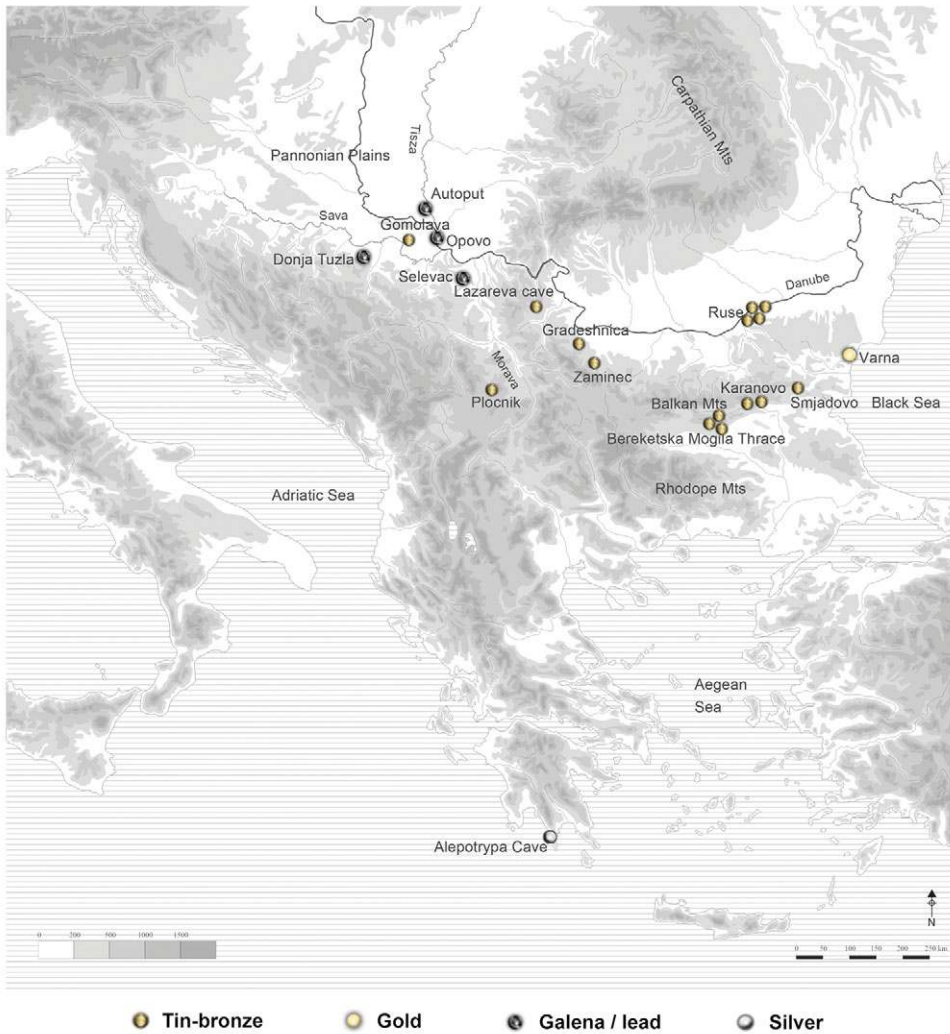 Carpathian Mts
Tisza
Pannonian Plains
Autoput
Sava
Gomolava
Opovo
Donja Tuzla
Selevac
Lazareva cave
Danube
Ruse
Gradeshnica
Varna
Morava
Zaminec
Karanovo
Plocnik
Balkan Mts
Smjadovo
Black Sea
Bereketska Mogila Thrace
Adriatic Sea
Rhodope Mts
Aegean
Sea
Alepotrypa Cave
N
0 200 500 1000 1500
0 50 100 150 200 250 km
Tin-bronze Gold Galena / lead Silver